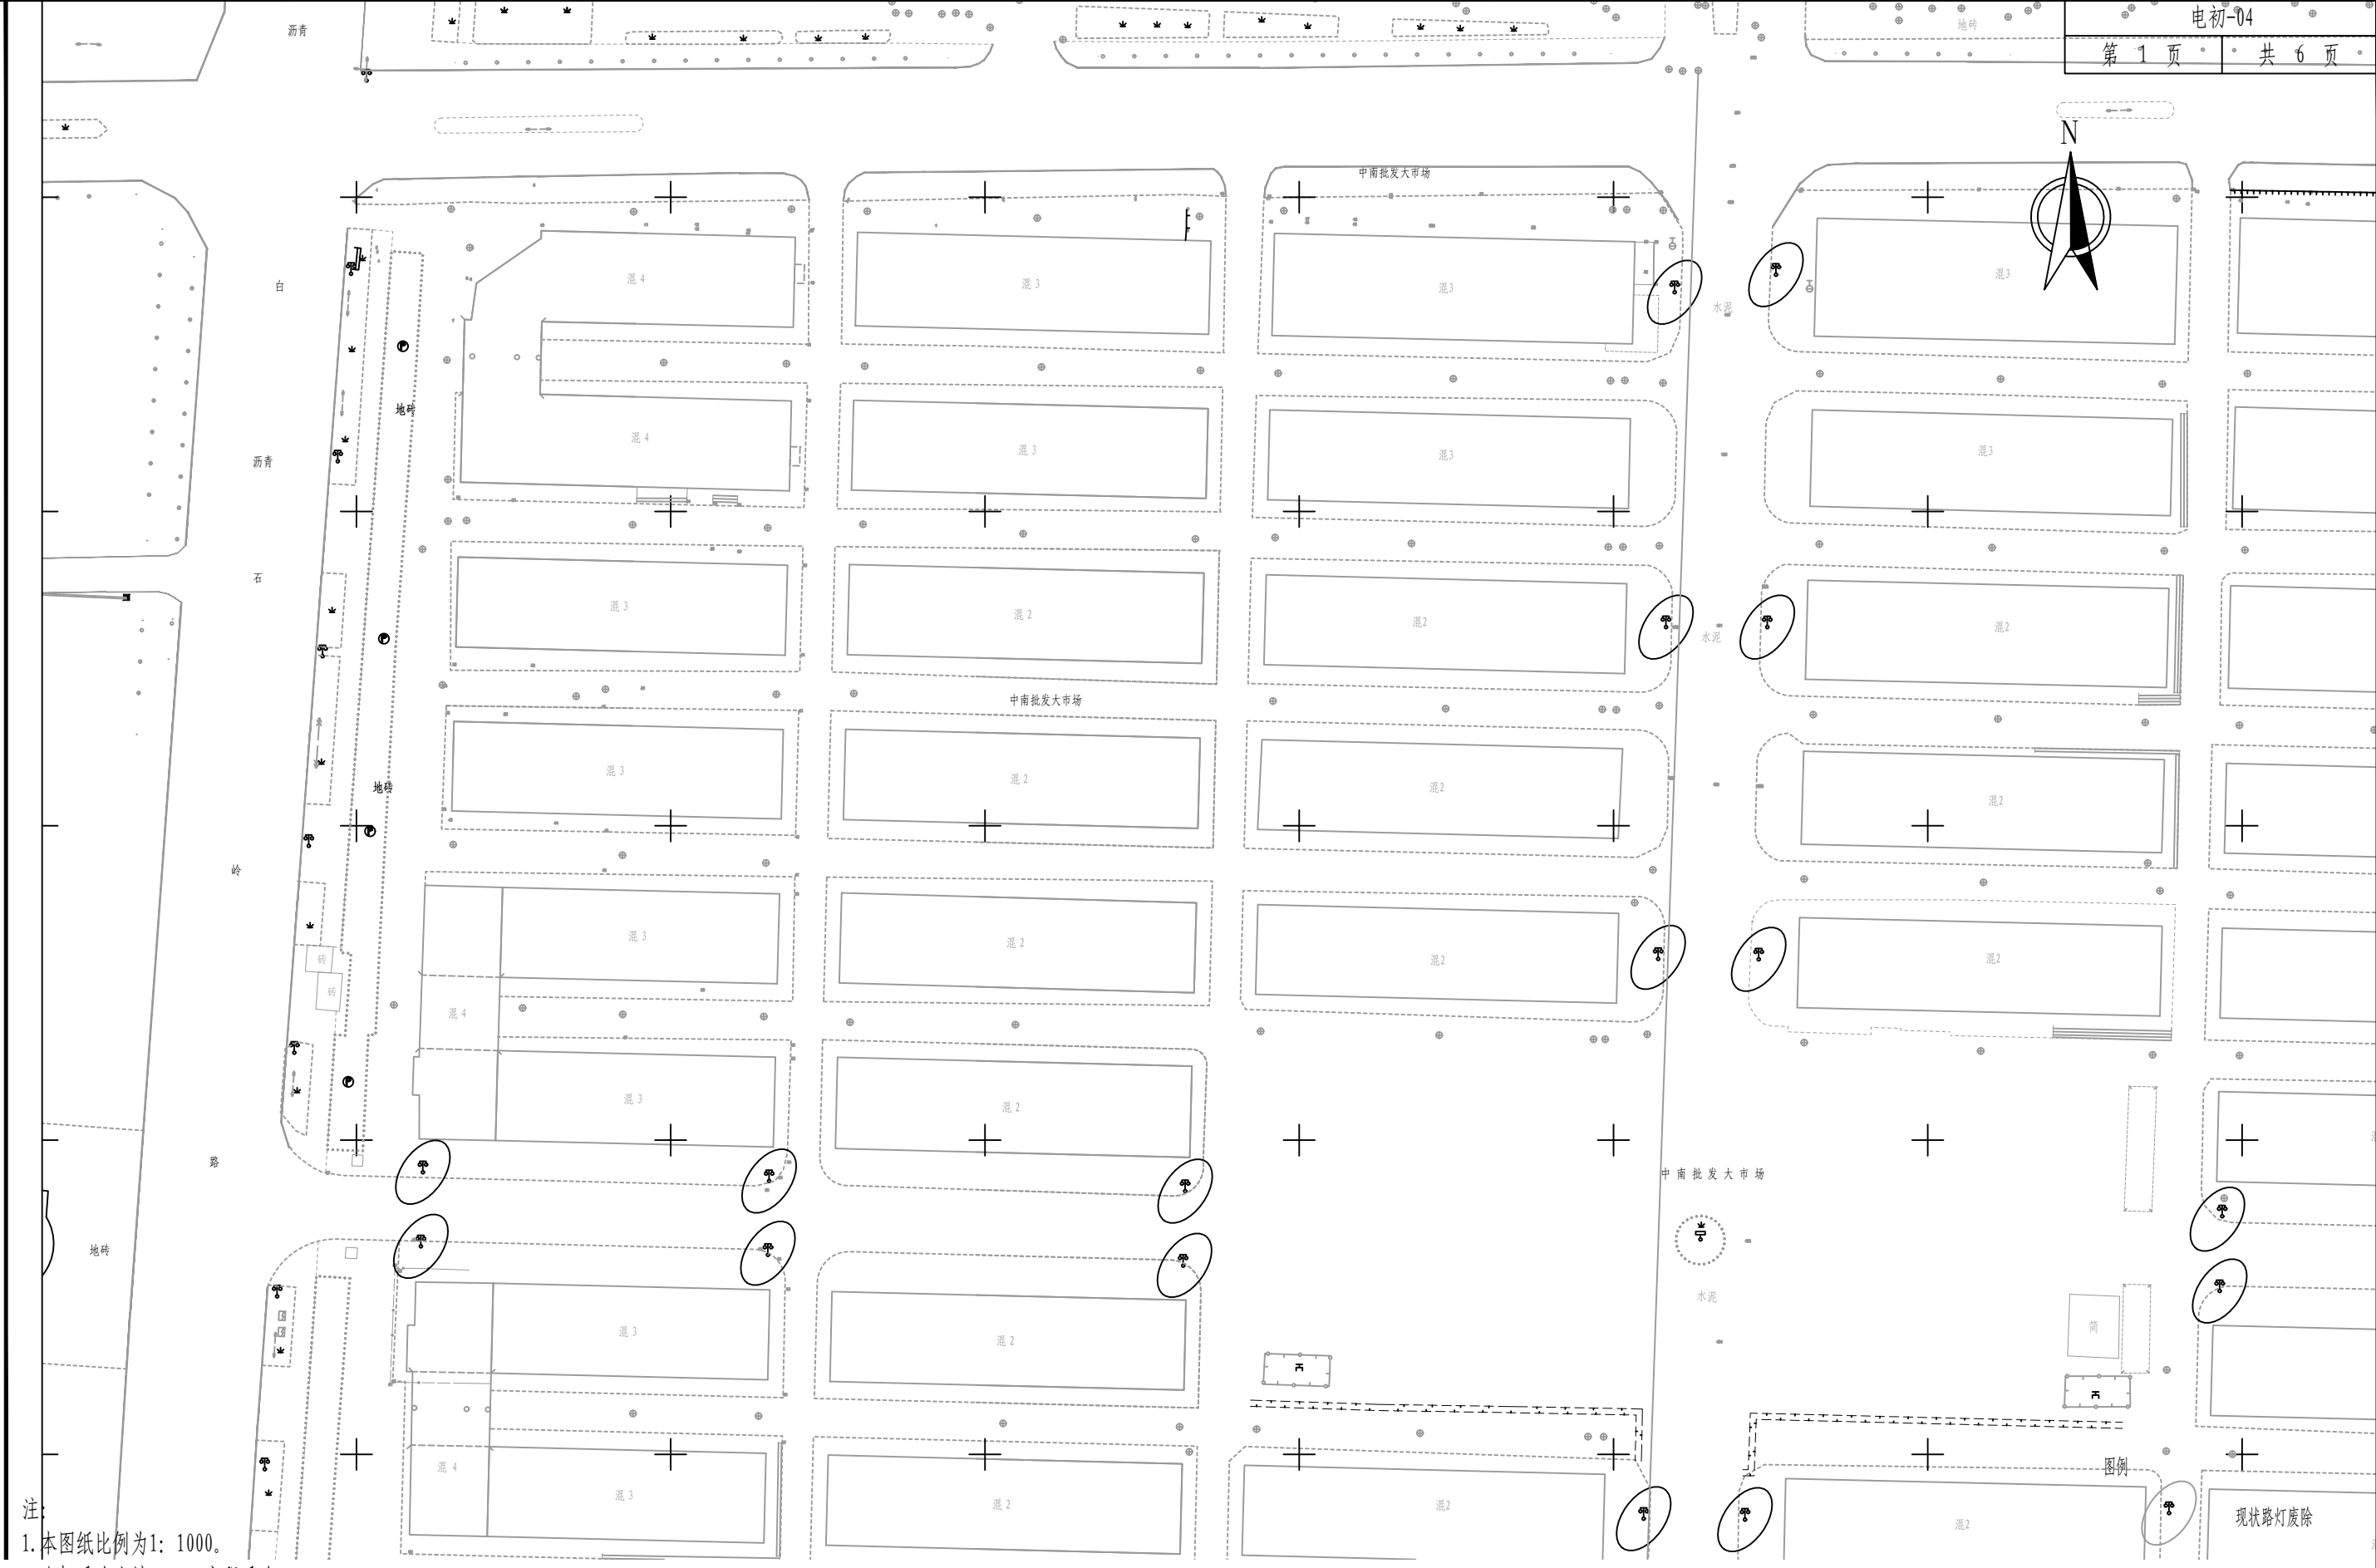 电初-04
第 1 页 共 6 页
沥青
地砖
N
中南批发大市场
白
混 4
混 3
混3
水泥
混3
地砖
混 4
混 3
混3
混3
沥青
石
混 3
混 2
混2
水泥
混2
中南批发大市场
混 3
混 2
混2
混2
地砖
岭
混 3
混 2
混2
混2
砖
砖
混 4
混 3
混 2
路
中南批发大市场
地砖
水泥
混 3
混 2
简
混 4
混 3
混 2
混2
混2
图例
现状路灯废除
注:
1.本图纸比例为1: 1000。